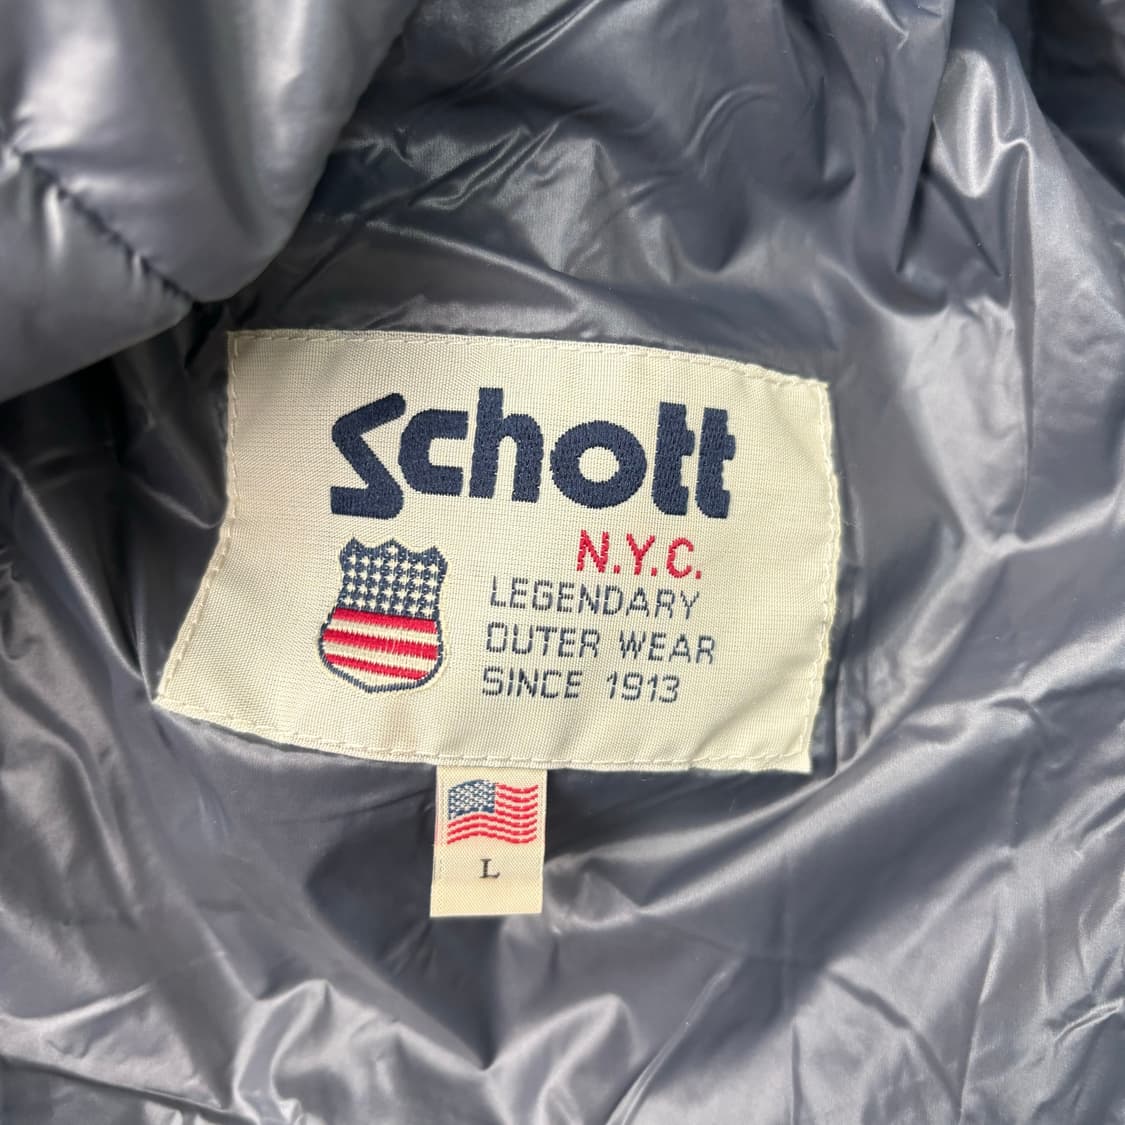 Schott
N.Y.C.
LEGENDARY
OUTER WEAR
SINCE 1913
L